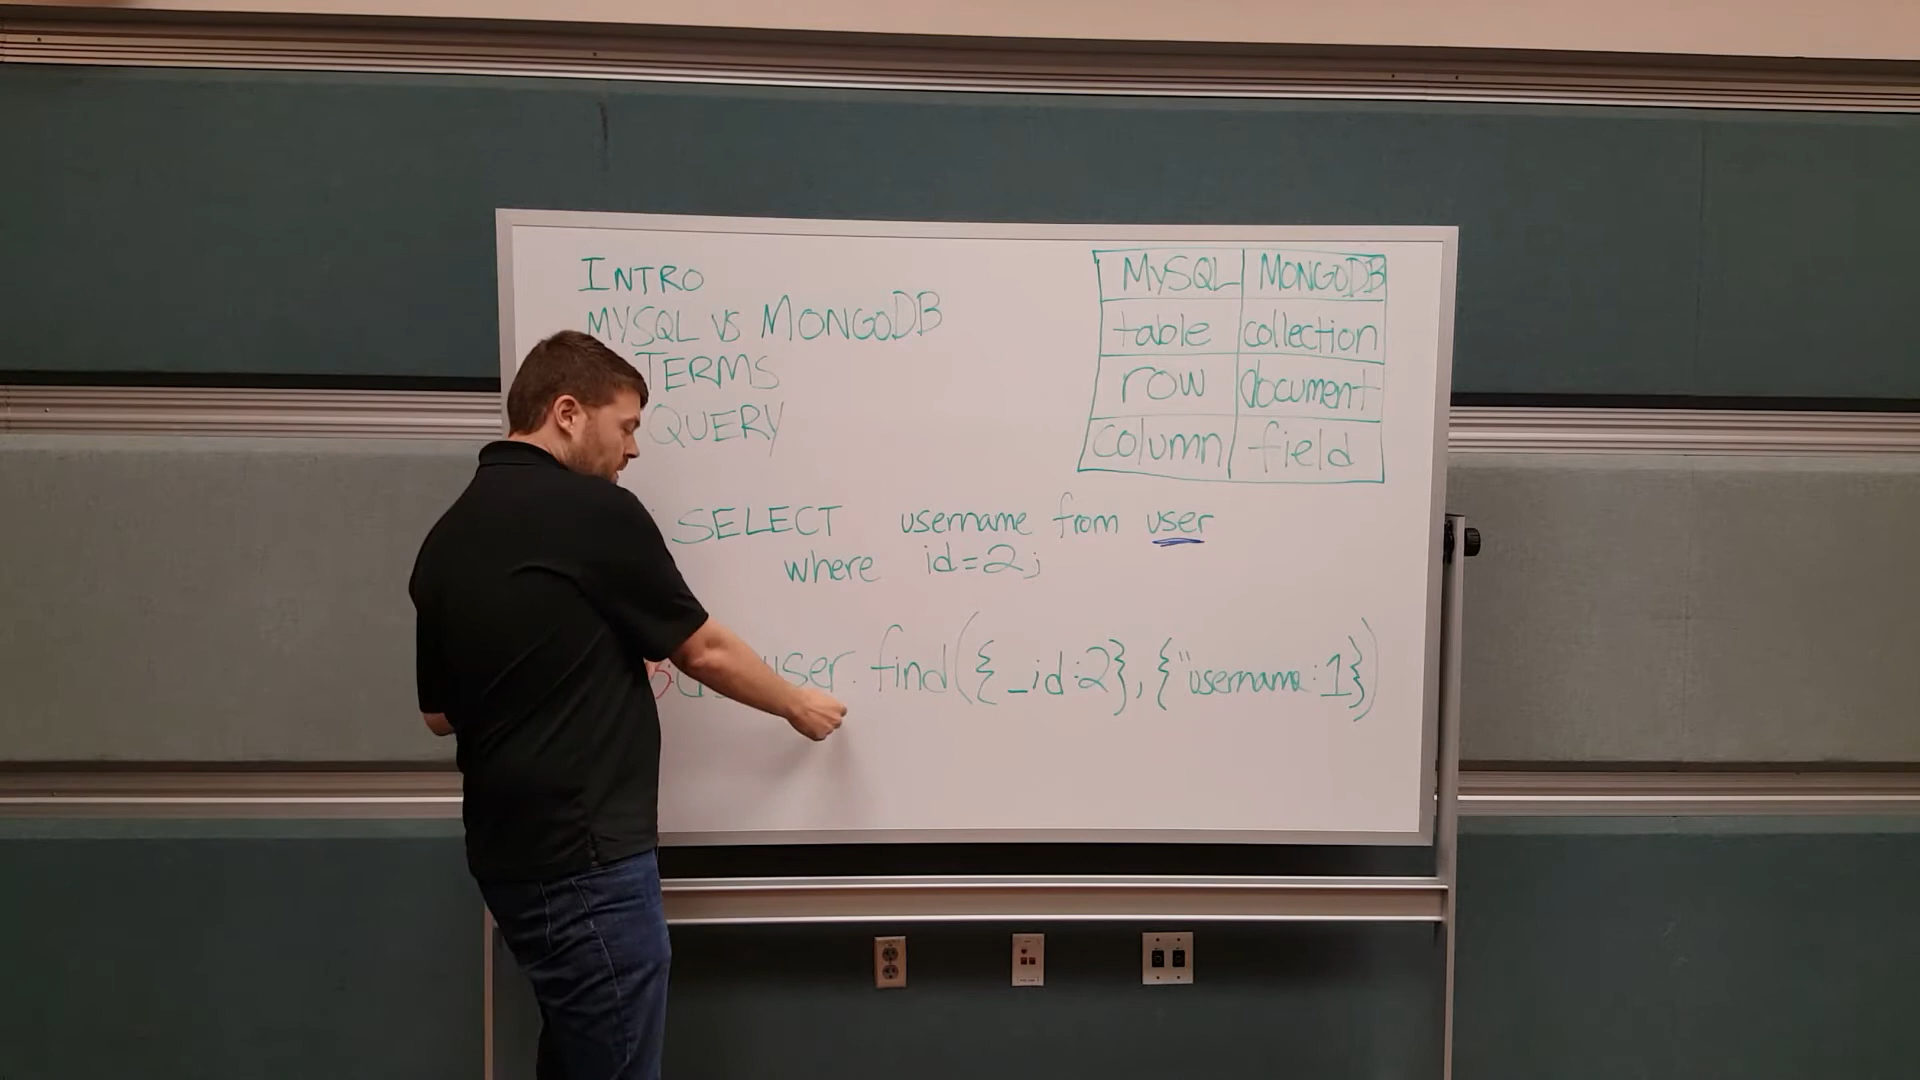 INTRO
MYSQL VS MONGODB
TERMS
QUERY
MySQL MONGODB
table collection
row document
column field
SELECT username from user
where id=2;
user.find({_id:2},{"username:1})